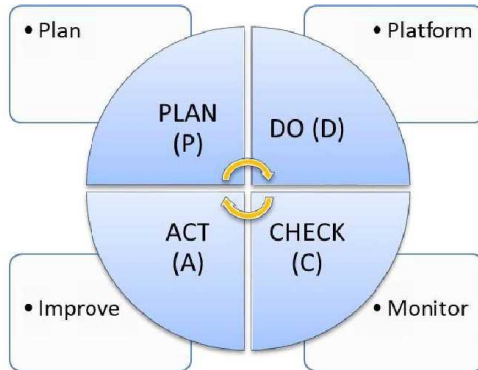 • Plan
• Platform
PLAN
(P)
DO (D)
ACT
(A)
CHECK
(C)
• Improve
• Monitor